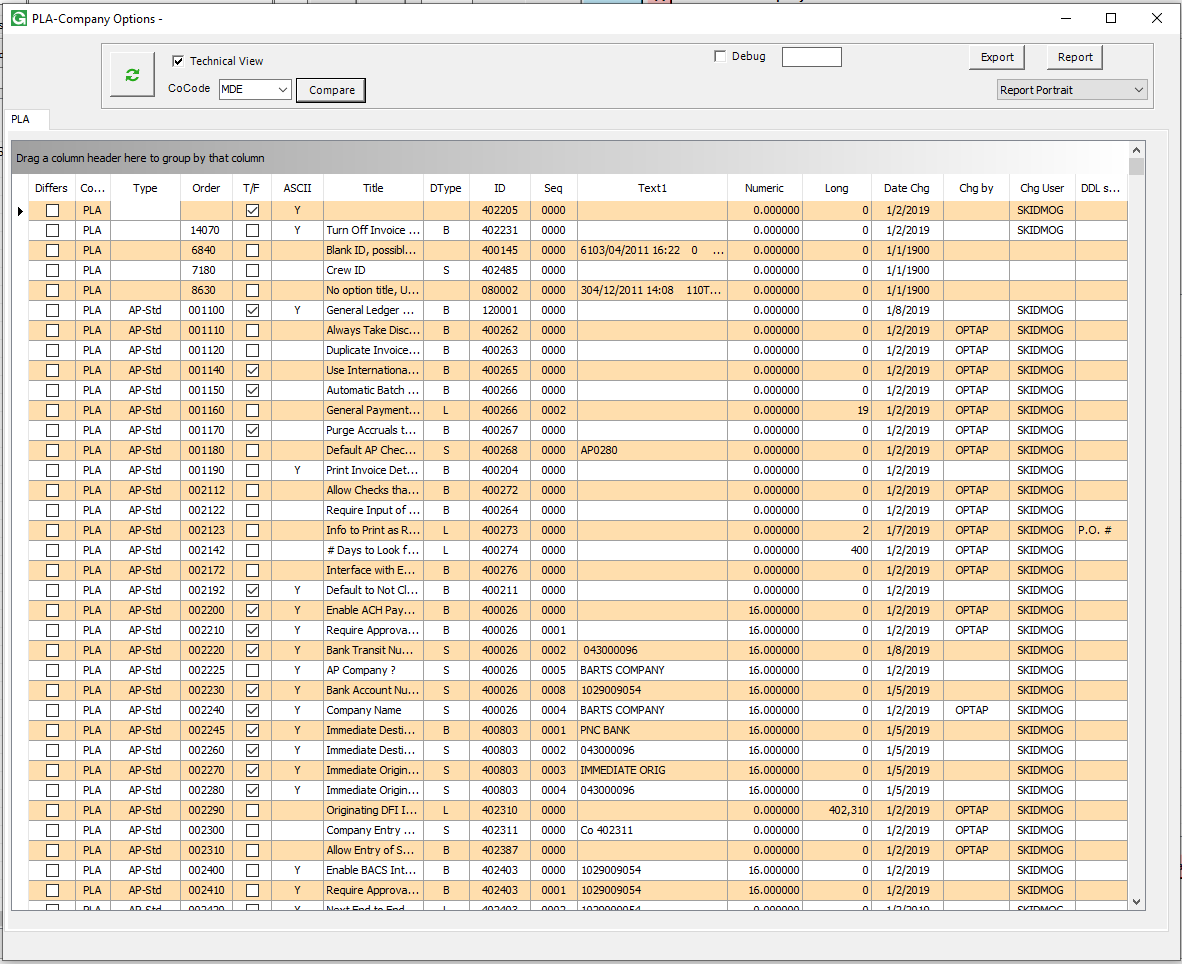 PLA-Company Options -
Technical View
Debug
Export
Report
CoCode
MDE
Compare
Report Portrait
PLA
Drag a column header here to group by that column
Differs Co... Type Order T/F ASCII Title DType ID Seq Text1 Numeric Long Date Chg Chg by Chg User DDL s...
PLA Y 402205 0000 0.000000 0 1/2/2019 SKIDMOG
PLA 14070 Y Turn Off Invoice ... B 402231 0000 0.000000 0 1/2/2019 SKIDMOG
PLA 6840 Blank ID, possibl... 400145 0000 6103/04/2011 16:22 0 ... 0.000000 0 1/1/1900
PLA 7180 Crew ID S 402485 0000 0.000000 0 1/1/1900
PLA 8630 No option title, U... 080002 0000 304/12/2011 14:08 110T... 0.000000 0 1/1/1900
PLA AP-Std 001100 Y General Ledger ... B 120001 0000 0.000000 0 1/8/2019 SKIDMOG
PLA AP-Std 001110 Always Take Disc... B 400262 0000 0.000000 0 1/2/2019 OPTAP SKIDMOG
PLA AP-Std 001120 Duplicate Invoice... B 400263 0000 0.000000 0 1/2/2019 OPTAP SKIDMOG
PLA AP-Std 001140 Use Internationa... B 400265 0000 0.000000 0 1/2/2019 OPTAP SKIDMOG
PLA AP-Std 001150 Automatic Batch ... B 400266 0000 0.000000 0 1/2/2019 OPTAP SKIDMOG
PLA AP-Std 001160 General Payment... L 400266 0002 0.000000 19 1/2/2019 OPTAP SKIDMOG
PLA AP-Std 001170 Purge Accruals t... B 400267 0000 0.000000 0 1/2/2019 OPTAP SKIDMOG
PLA AP-Std 001180 Default AP Chec... S 400268 0000 AP0280 0.000000 0 1/2/2019 OPTAP SKIDMOG
PLA AP-Std 001190 Y Print Invoice Det... B 400204 0000 0.000000 0 1/2/2019 SKIDMOG
PLA AP-Std 002112 Allow Checks tha... B 400272 0000 0.000000 0 1/2/2019 OPTAP SKIDMOG
PLA AP-Std 002122 Require Input of ... B 400264 0000 0.000000 0 1/2/2019 OPTAP SKIDMOG
PLA AP-Std 002123 Info to Print as R... L 400273 0000 0.000000 2 1/7/2019 OPTAP SKIDMOG P.O. #
PLA AP-Std 002142 # Days to Look f... L 400274 0000 0.000000 400 1/2/2019 OPTAP SKIDMOG
PLA AP-Std 002172 Interface with E... B 400276 0000 0.000000 0 1/2/2019 OPTAP SKIDMOG
PLA AP-Std 002192 Y Default to Not Cl... B 400211 0000 0.000000 0 1/2/2019 SKIDMOG
PLA AP-Std 002200 Y Enable ACH Pay... B 400026 0000 16.000000 0 1/2/2019 OPTAP SKIDMOG
PLA AP-Std 002210 Y Require Approva... B 400026 0001 16.000000 0 1/2/2019 OPTAP SKIDMOG
PLA AP-Std 002220 Y Bank Transit Nu... S 400026 0002 043000096 16.000000 0 1/8/2019 SKIDMOG
PLA AP-Std 002225 Y AP Company ? S 400026 0005 BARTS COMPANY 16.000000 0 1/2/2019 SKIDMOG
PLA AP-Std 002230 Y Bank Account Nu... S 400026 0008 1029009054 16.000000 0 1/5/2019 SKIDMOG
PLA AP-Std 002240 Y Company Name S 400026 0004 BARTS COMPANY 16.000000 0 1/2/2019 OPTAP SKIDMOG
PLA AP-Std 002245 Y Immediate Desti... B 400803 0001 PNC BANK 16.000000 0 1/5/2019 SKIDMOG
PLA AP-Std 002260 Y Immediate Desti... S 400803 0002 043000096 16.000000 0 1/5/2019 SKIDMOG
PLA AP-Std 002270 Y Immediate Origin... S 400803 0003 IMMEDIATE ORIG 16.000000 0 1/5/2019 SKIDMOG
PLA AP-Std 002280 Y Immediate Origin... S 400803 0004 043000096 16.000000 0 1/5/2019 SKIDMOG
PLA AP-Std 002290 Originating DFI I... L 402310 0000 0.000000 402,310 1/2/2019 OPTAP SKIDMOG
PLA AP-Std 002300 Company Entry ... S 402311 0000 Co 402311 0.000000 0 1/2/2019 OPTAP SKIDMOG
PLA AP-Std 002310 Allow Entry of S... B 402387 0000 0.000000 0 1/2/2019 OPTAP SKIDMOG
PLA AP-Std 002400 Y Enable BACS Int... B 402403 0000 1029009054 0.000000 0 1/2/2019 SKIDMOG
PLA AP-Std 002410 Y Require Approva... B 402403 0001 1029009054 0.000000 0 1/2/2019 SKIDMOG